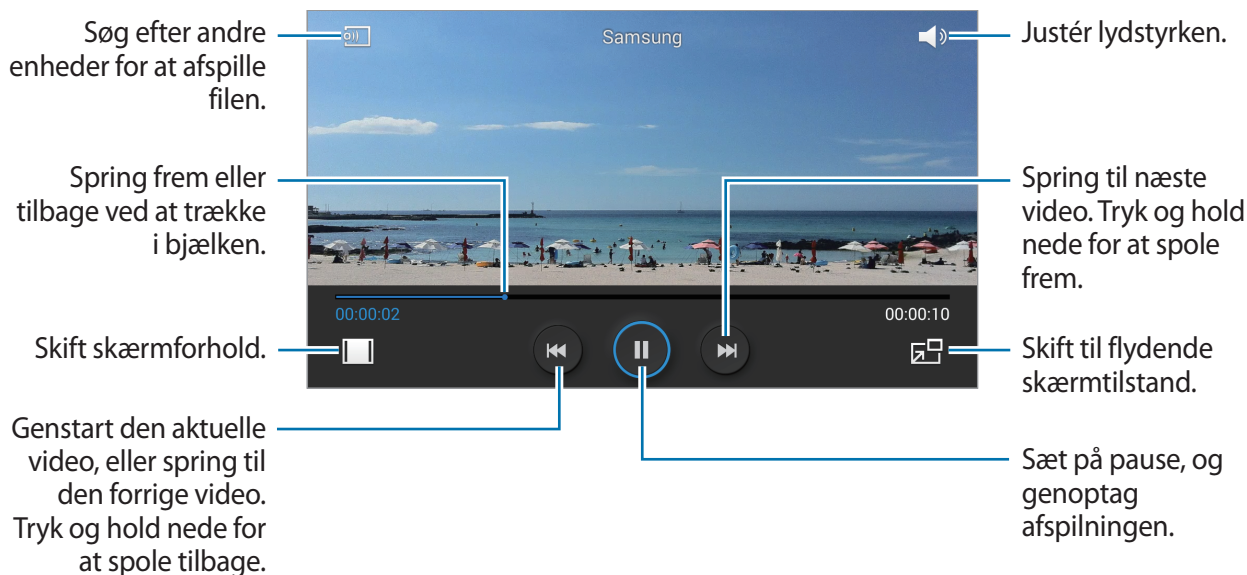 Søg efter andre
enheder for at afspille
filen.
Samsung
Justér lydstyrken.
Spring frem eller
tilbage ved at trække
i bjælken.
Spring til næste
video. Tryk og hold
nede for at spole
frem.
00:00:02
00:00:10
Skift skærmforhold.
Skift til flydende
skærmtilstand.
Genstart den aktuelle
video, eller spring til
den forrige video.
Tryk og hold nede for
at spole tilbage.
Sæt på pause, og
genoptag
afspilningen.